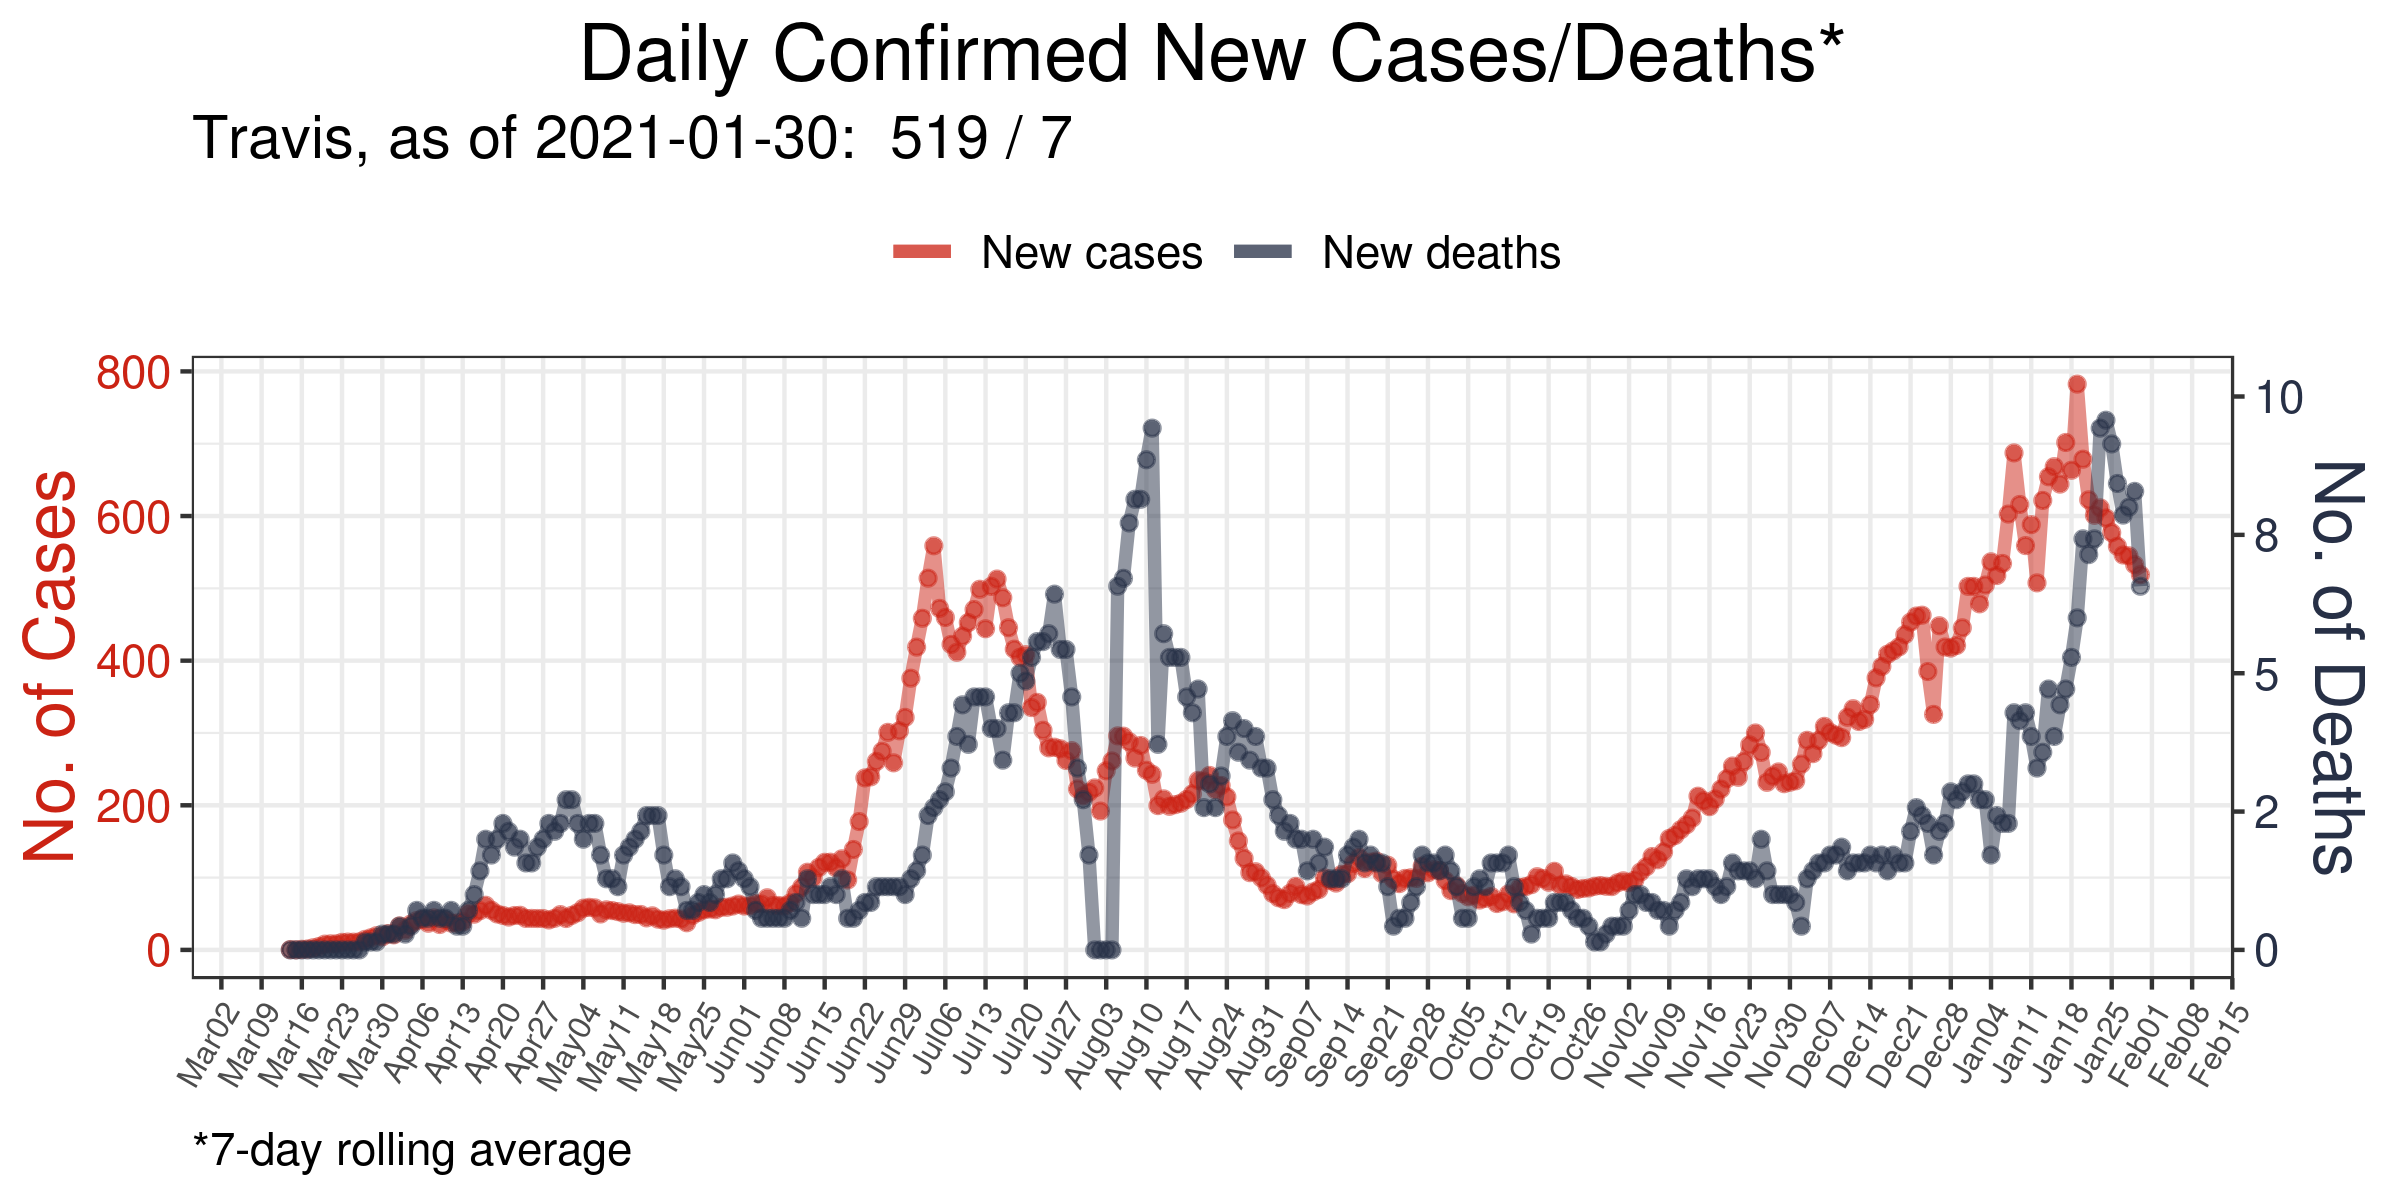 Daily Confirmed New Cases/Deaths*
Travis, as of 2021-01-30:  519 / 7
New cases
New deaths
No. of Cases
800
600
400
200
0
10
8
5
2
0
No. of Deaths
Mar02
Mar09
Mar16
Mar23
Mar30
Apr06
Apr13
Apr20
Apr27
May04
May11
May18
May25
Jun01
Jun08
Jun15
Jun22
Jun29
Jul06
Jul13
Jul20
Jul27
Aug03
Aug10
Aug17
Aug24
Aug31
Sep07
Sep14
Sep21
Sep28
Oct05
Oct12
Oct19
Oct26
Nov02
Nov09
Nov16
Nov23
Nov30
Dec07
Dec14
Dec21
Dec28
Jan04
Jan11
Jan18
Jan25
Feb01
Feb08
Feb15
*7-day rolling average